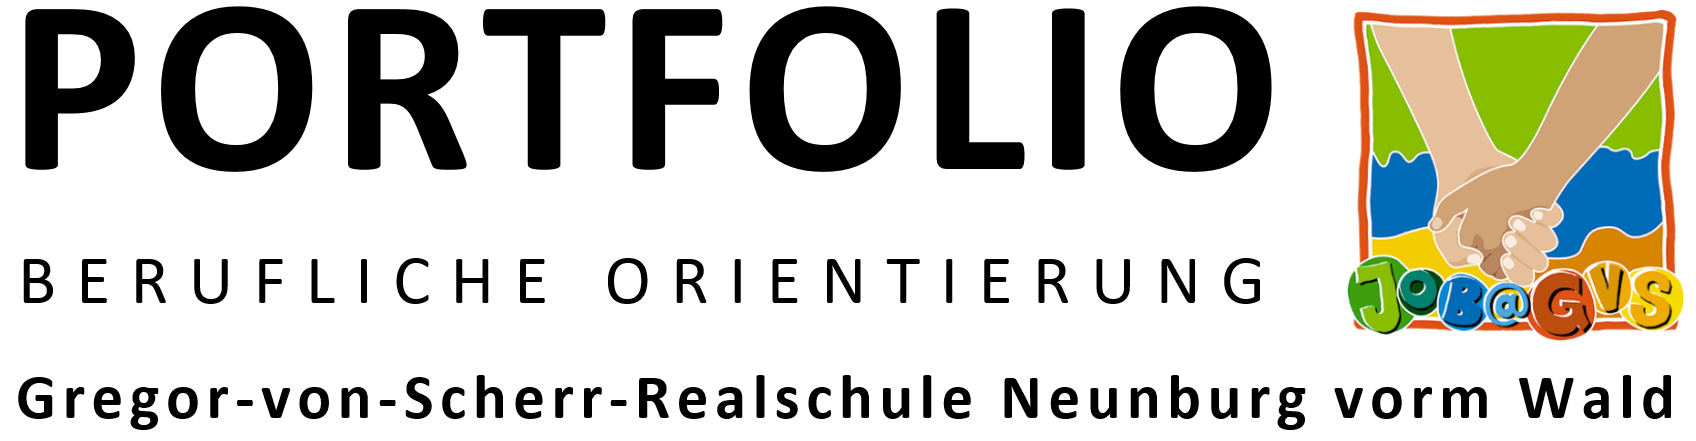 PORTFOLIO
BERUFLICHE ORIENTIERUNG
JOB@GVS
Gregor-von-Scherr-Realschule Neunburg vorm Wald